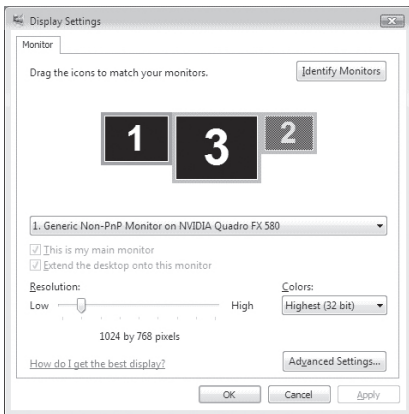 Display Settings
Monitor
Drag the icons to match your monitors.
Identify Monitors
1
3
2
1. Generic Non-PnP Monitor on NVIDIA Quadro FX 580
This is my main monitor
Extend the desktop onto this monitor
Resolution:
Colors:
Low
High
Highest (32 bit)
1024 by 768 pixels
How do I get the best display?
Advanced Settings...
OK
Cancel
Apply